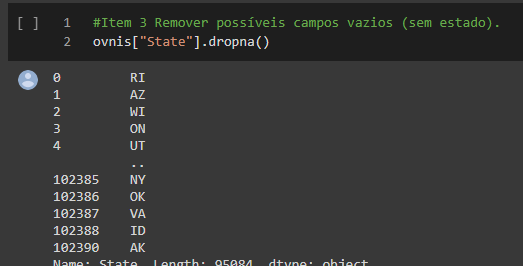 [ ] 1 #Item 3 Remover possíveis campos vazios (sem estado).
2 ovnis["State"].dropna()
0 RI
1 AZ
2 WI
3 ON
4 UT
..
102385 NY
102386 OK
102387 VA
102388 ID
102390 AK
Name: State, Length: 95084, dtype: object